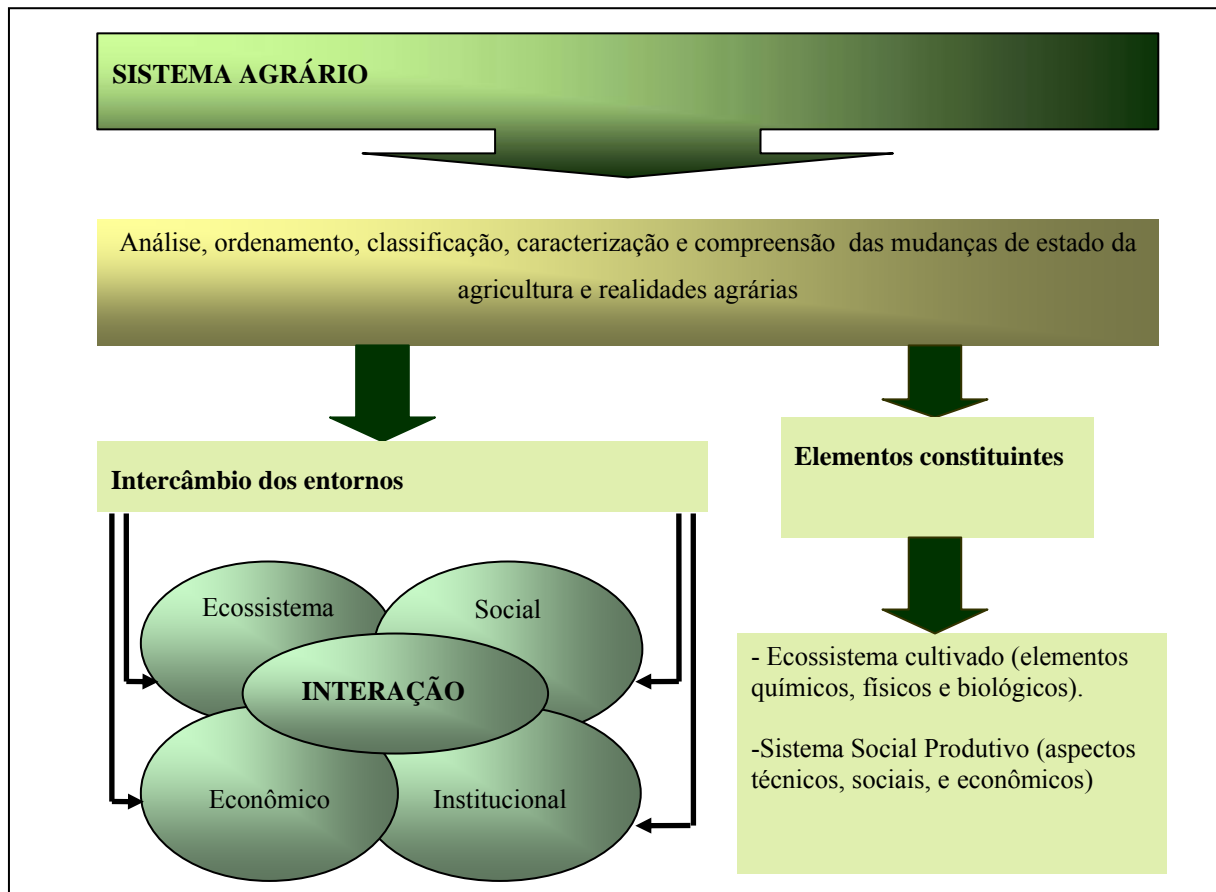 SISTEMA AGRÁRIO
Análise, ordenamento, classificação, caracterização e compreensão das mudanças de estado da
agricultura e realidades agrárias
Intercâmbio dos entornos
Ecossistema
Social
INTERAÇÃO
Econômico
Institucional
Elementos constituintes
- Ecossistema cultivado (elementos
químicos, físicos e biológicos).
-Sistema Social Produtivo (aspectos
técnicos, sociais, e econômicos)